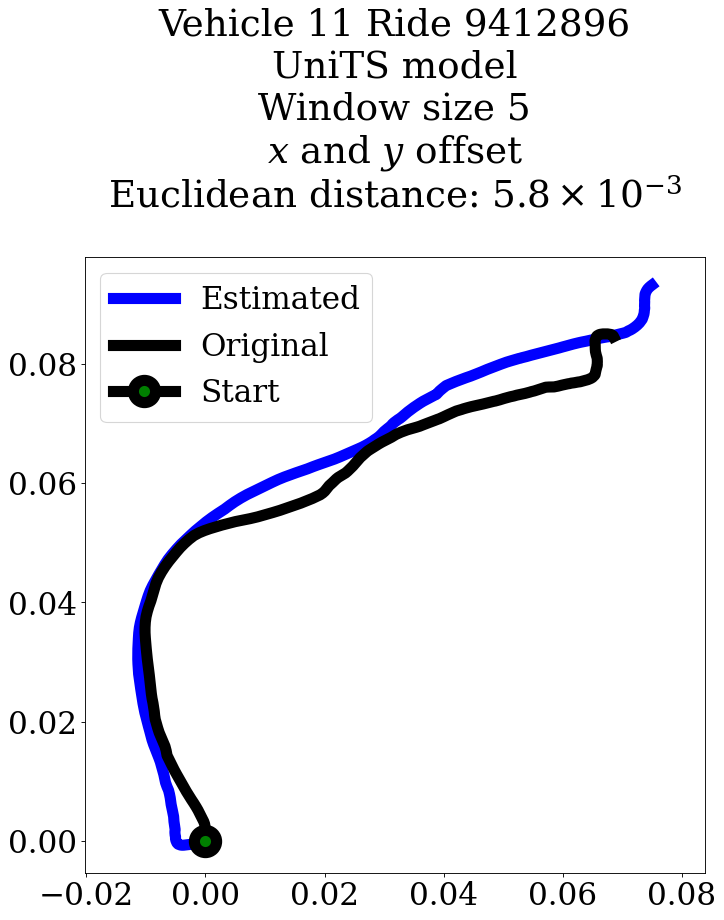 Vehicle 11 Ride 9412896
UniTS model
Window size 5
x and y offset
Euclidean distance: 5.8 × 10⁻³
Estimated
Original
Start
0.08
0.06
0.04
0.02
0.00
−0.02 0.00 0.02 0.04 0.06 0.08